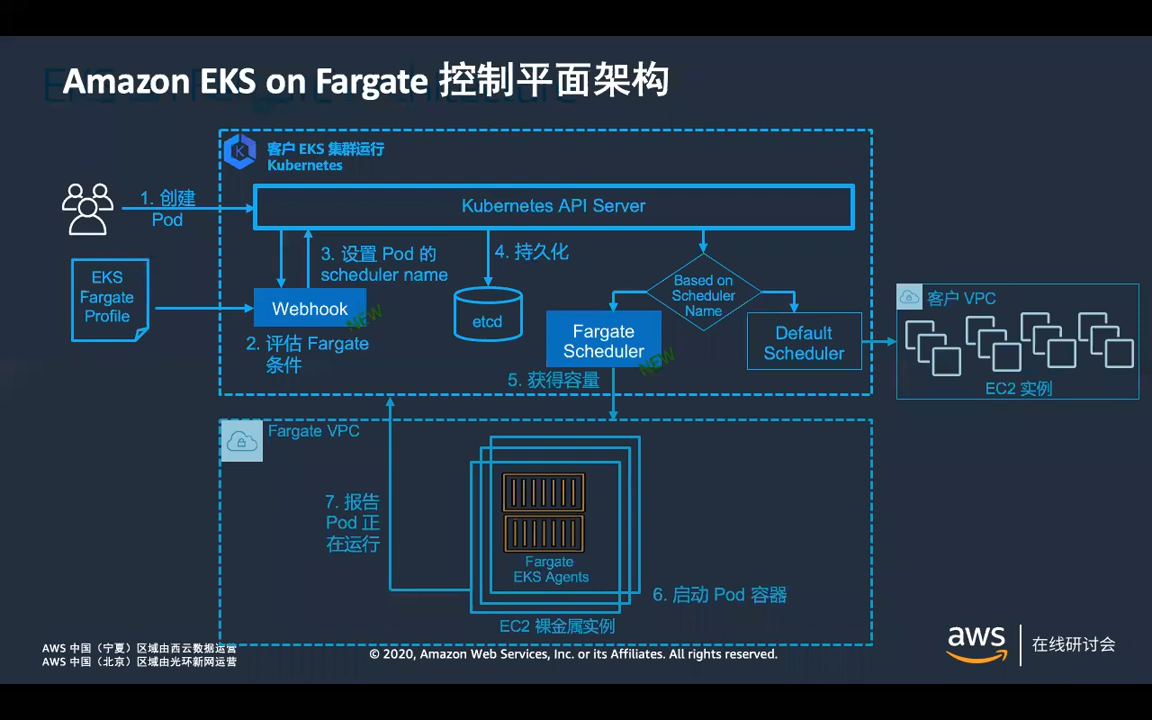 Amazon EKS on Fargate 控制平面架构
客户 EKS 集群运行
Kubernetes
1. 创建
Pod
Kubernetes API Server
EKS
Fargate
Profile
3. 设置 Pod 的
scheduler name
4. 持久化
Based on
Scheduler
Name
Webhook
NEW
2. 评估 Fargate
条件
etcd
Fargate
Scheduler
NEW
Default
Scheduler
5. 获得容量
客户 VPC
EC2 实例
Fargate VPC
7. 报告
Pod 正
在运行
Fargate
EKS Agents
6. 启动 Pod 容器
EC2 裸金属实例
AWS 中国（宁夏）区域由西云数据运营
AWS 中国（北京）区域由光环新网运营
© 2020, Amazon Web Services, Inc. or its Affiliates. All rights reserved.
aws
在线研讨会